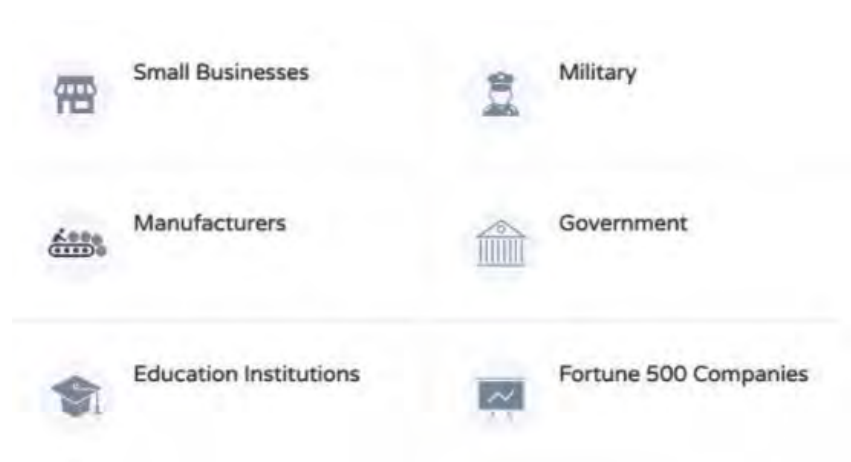 Small Businesses
Military
Manufacturers
Government
Education Institutions
Fortune 500 Companies